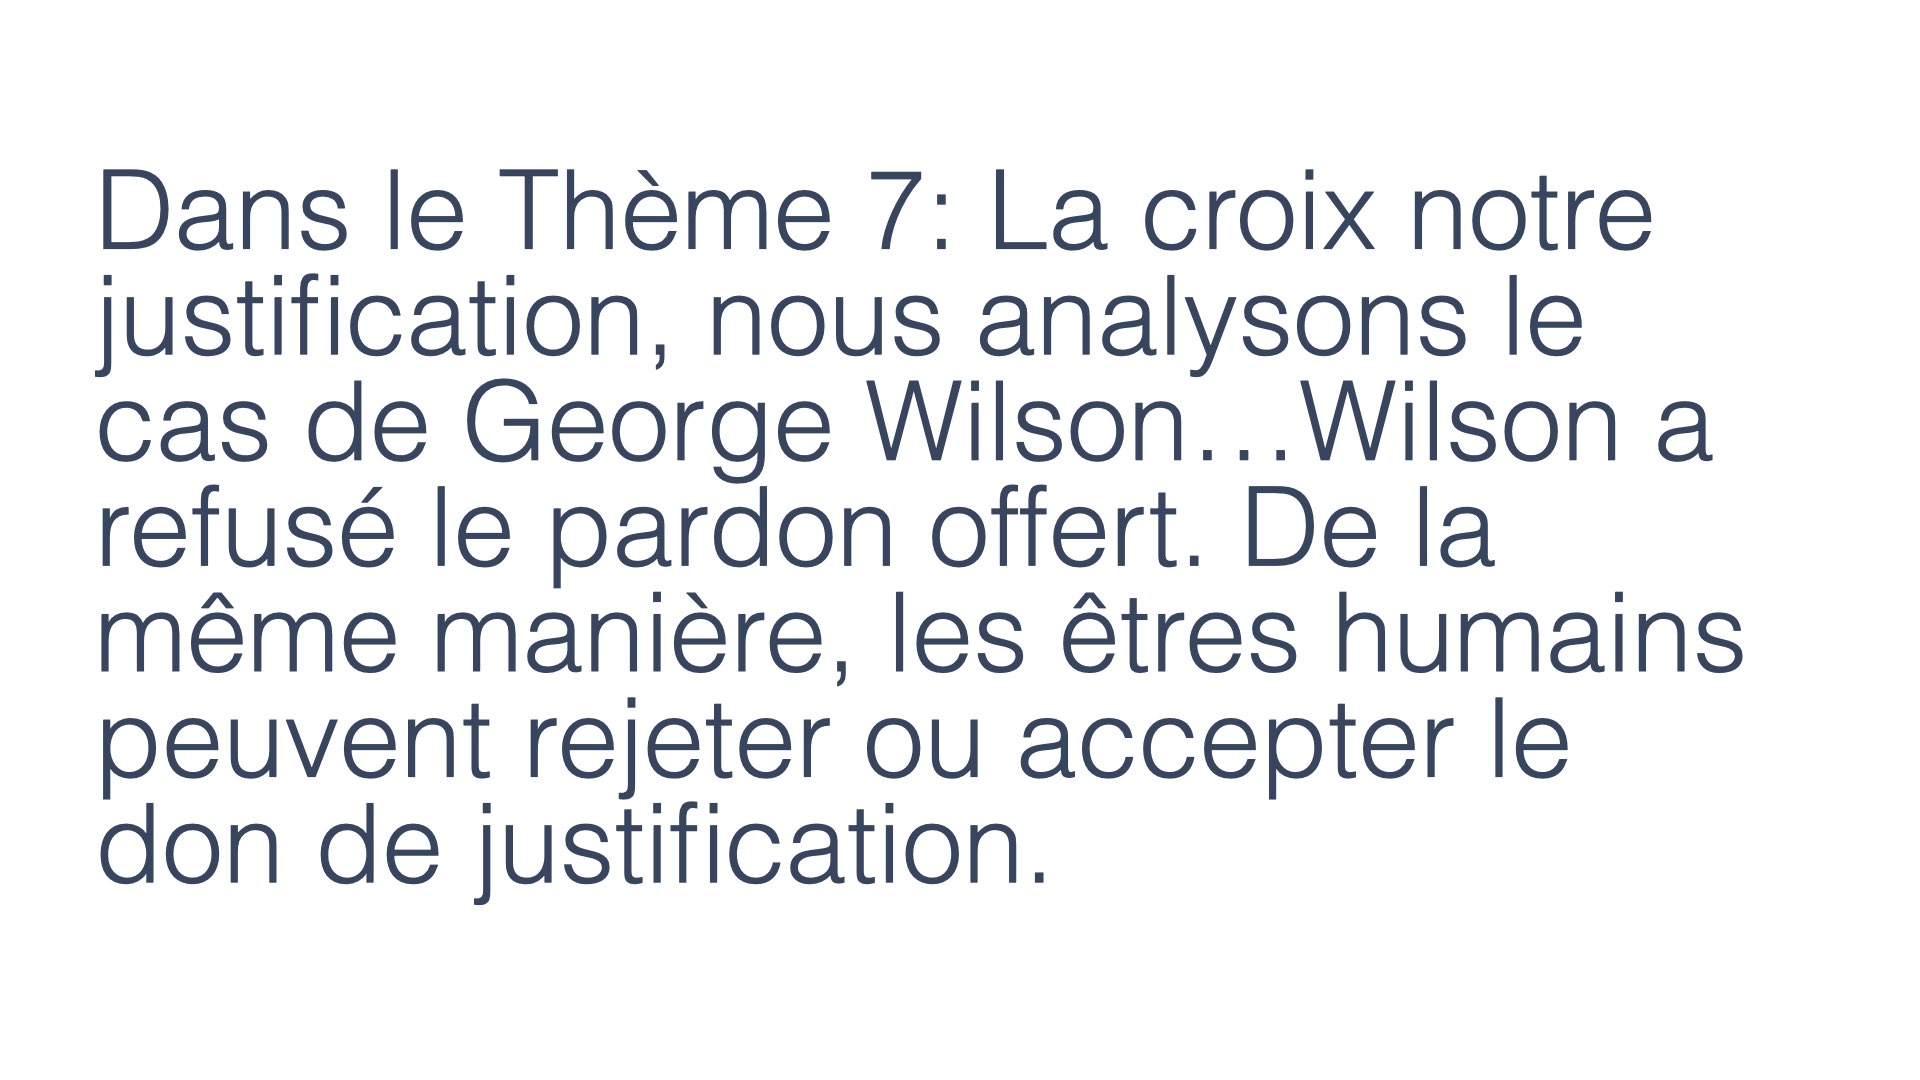 Dans le Thème 7: La croix notre
justification, nous analysons le
cas de George Wilson…Wilson a
refusé le pardon offert. De la
même manière, les êtres humains
peuvent rejeter ou accepter le
don de justification.